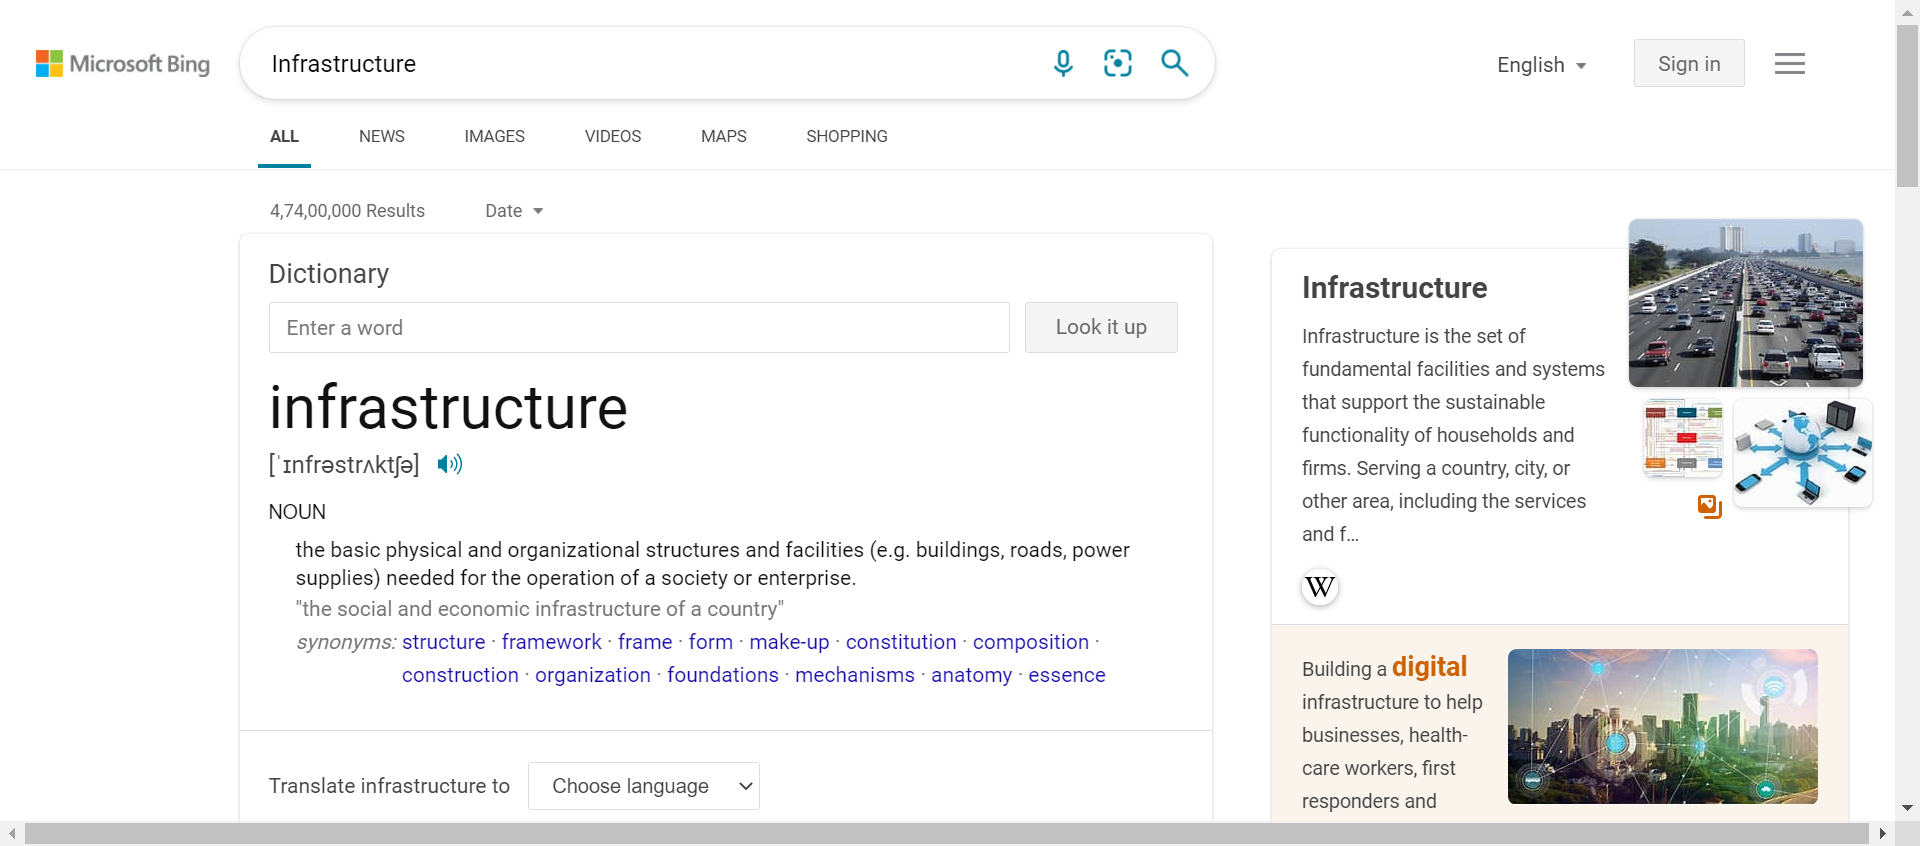 Microsoft Bing
Infrastructure
English
Sign in
ALL
NEWS
IMAGES
VIDEOS
MAPS
SHOPPING
4,74,00,000 Results
Date
Dictionary
Enter a word
Look it up
infrastructure
[ˈɪnfrəstrʌktʃə]
NOUN
the basic physical and organizational structures and facilities (e.g. buildings, roads, power
supplies) needed for the operation of a society or enterprise.
"the social and economic infrastructure of a country"
synonyms: structure · framework · frame · form · make-up · constitution · composition ·
construction · organization · foundations · mechanisms · anatomy · essence
Translate infrastructure to
Choose language
Infrastructure
Infrastructure is the set of
fundamental facilities and systems
that support the sustainable
functionality of households and
firms. Serving a country, city, or
other area, including the services
and f...
W
Building a digital
infrastructure to help
businesses, health-
care workers, first
responders and